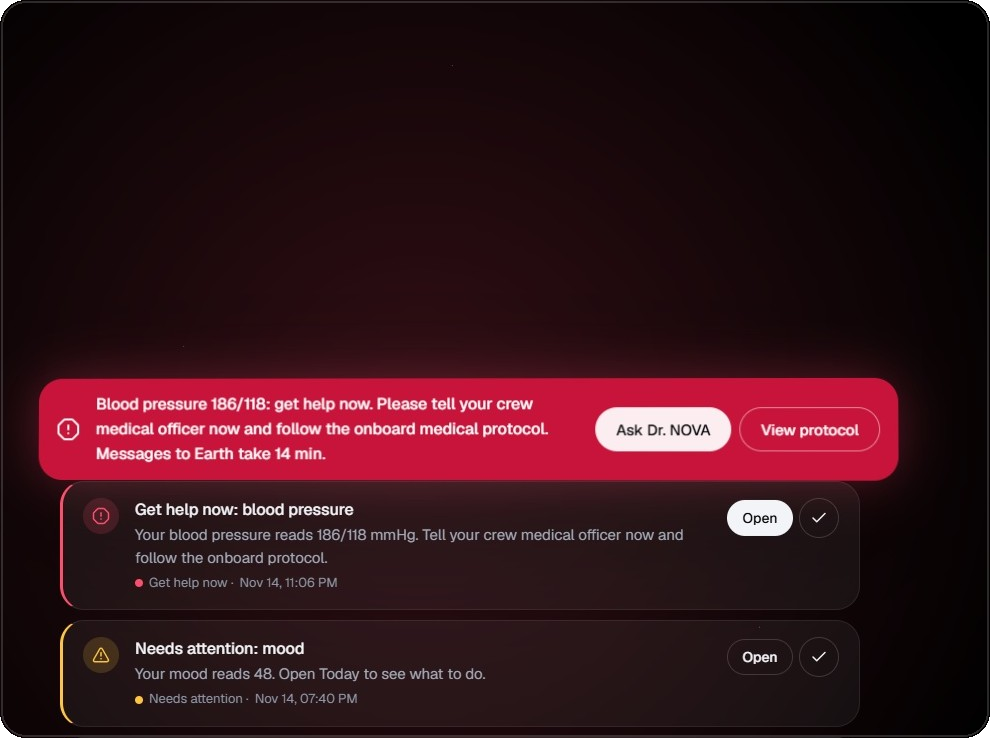 Blood pressure 186/118: get help now. Please tell your crew
medical officer now and follow the onboard medical protocol.
Messages to Earth take 14 min.
Ask Dr. NOVA
View protocol
Get help now: blood pressure
Your blood pressure reads 186/118 mmHg. Tell your crew medical officer now and
follow the onboard protocol.
Get help now · Nov 14, 11:06 PM
Open
Needs attention: mood
Your mood reads 48. Open Today to see what to do.
Needs attention · Nov 14, 07:40 PM
Open